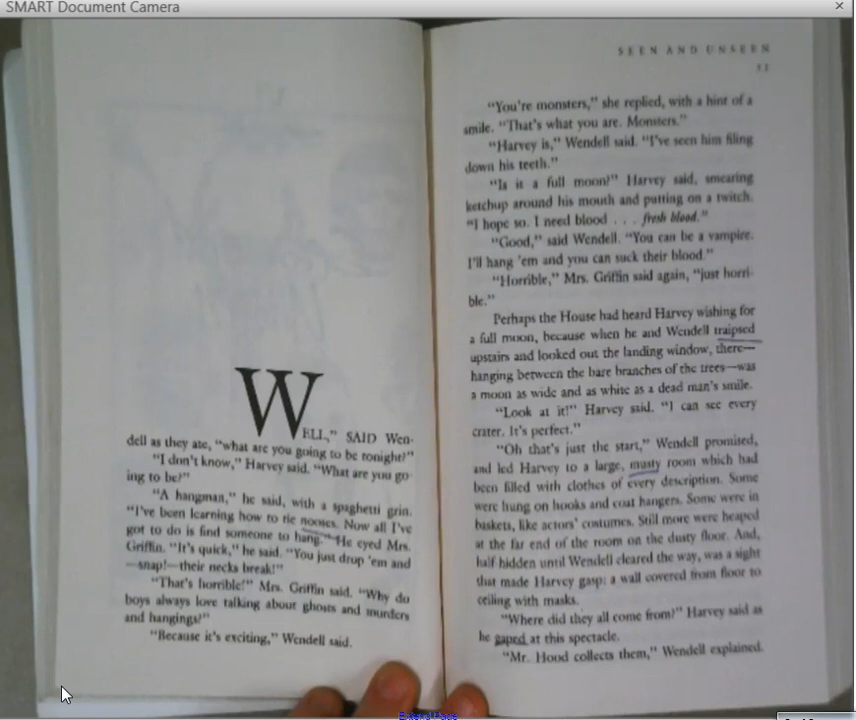 SMART Document Camera
WELL," SAID Wen-
dell as they ate, "what are you going to be tonight?"
"I don't know," Harvey said. "What are you go-
ing to be?"
"A hangman," he said, with a spaghetti grin.
"I've been learning how to tie nooses. Now all I've
got to do is find someone to hang." He eyed Mrs.
Griffin. "It's quick," he said. "You just drop 'em and
—snap!—their necks break!"
"That's horrible!" Mrs. Griffin said. "Why do
boys always love talking about ghosts and murders
and hangings?"
"Because it's exciting," Wendell said.
SEEN AND UNSEEN
51
"You're monsters," she replied, with a hint of a
smile. "That's what you are. Monsters."
"Harvey is," Wendell said. "I've seen him filing
down his teeth."
"Is it a full moon?" Harvey said, smearing
ketchup around his mouth and putting on a twitch.
"I hope so. I need blood . . . fresh blood."
"Good," said Wendell. "You can be a vampire.
I'll hang 'em and you can suck their blood."
"Horrible," Mrs. Griffin said again, "just horri-
ble."
Perhaps the House had heard Harvey wishing for
a full moon, because when he and Wendell traipsed
upstairs and looked out the landing window, there—
hanging between the bare branches of the trees—was
a moon as wide and as white as a dead man's smile.
"Look at it!" Harvey said. "I can see every
crater. It's perfect."
"Oh that's just the start," Wendell promised,
and led Harvey to a large, musty room which had
been filled with clothes of every description. Some
were hung on hooks and coat hangers. Some were in
baskets, like actors' costumes. Still more were heaped
at the far end of the room on the dusty floor. And,
half hidden until Wendell cleared the way, was a sight
that made Harvey gasp: a wall covered from floor to
ceiling with masks.
"Where did they all come from?" Harvey said as
he gaped at this spectacle.
"Mr. Hood collects them," Wendell explained.